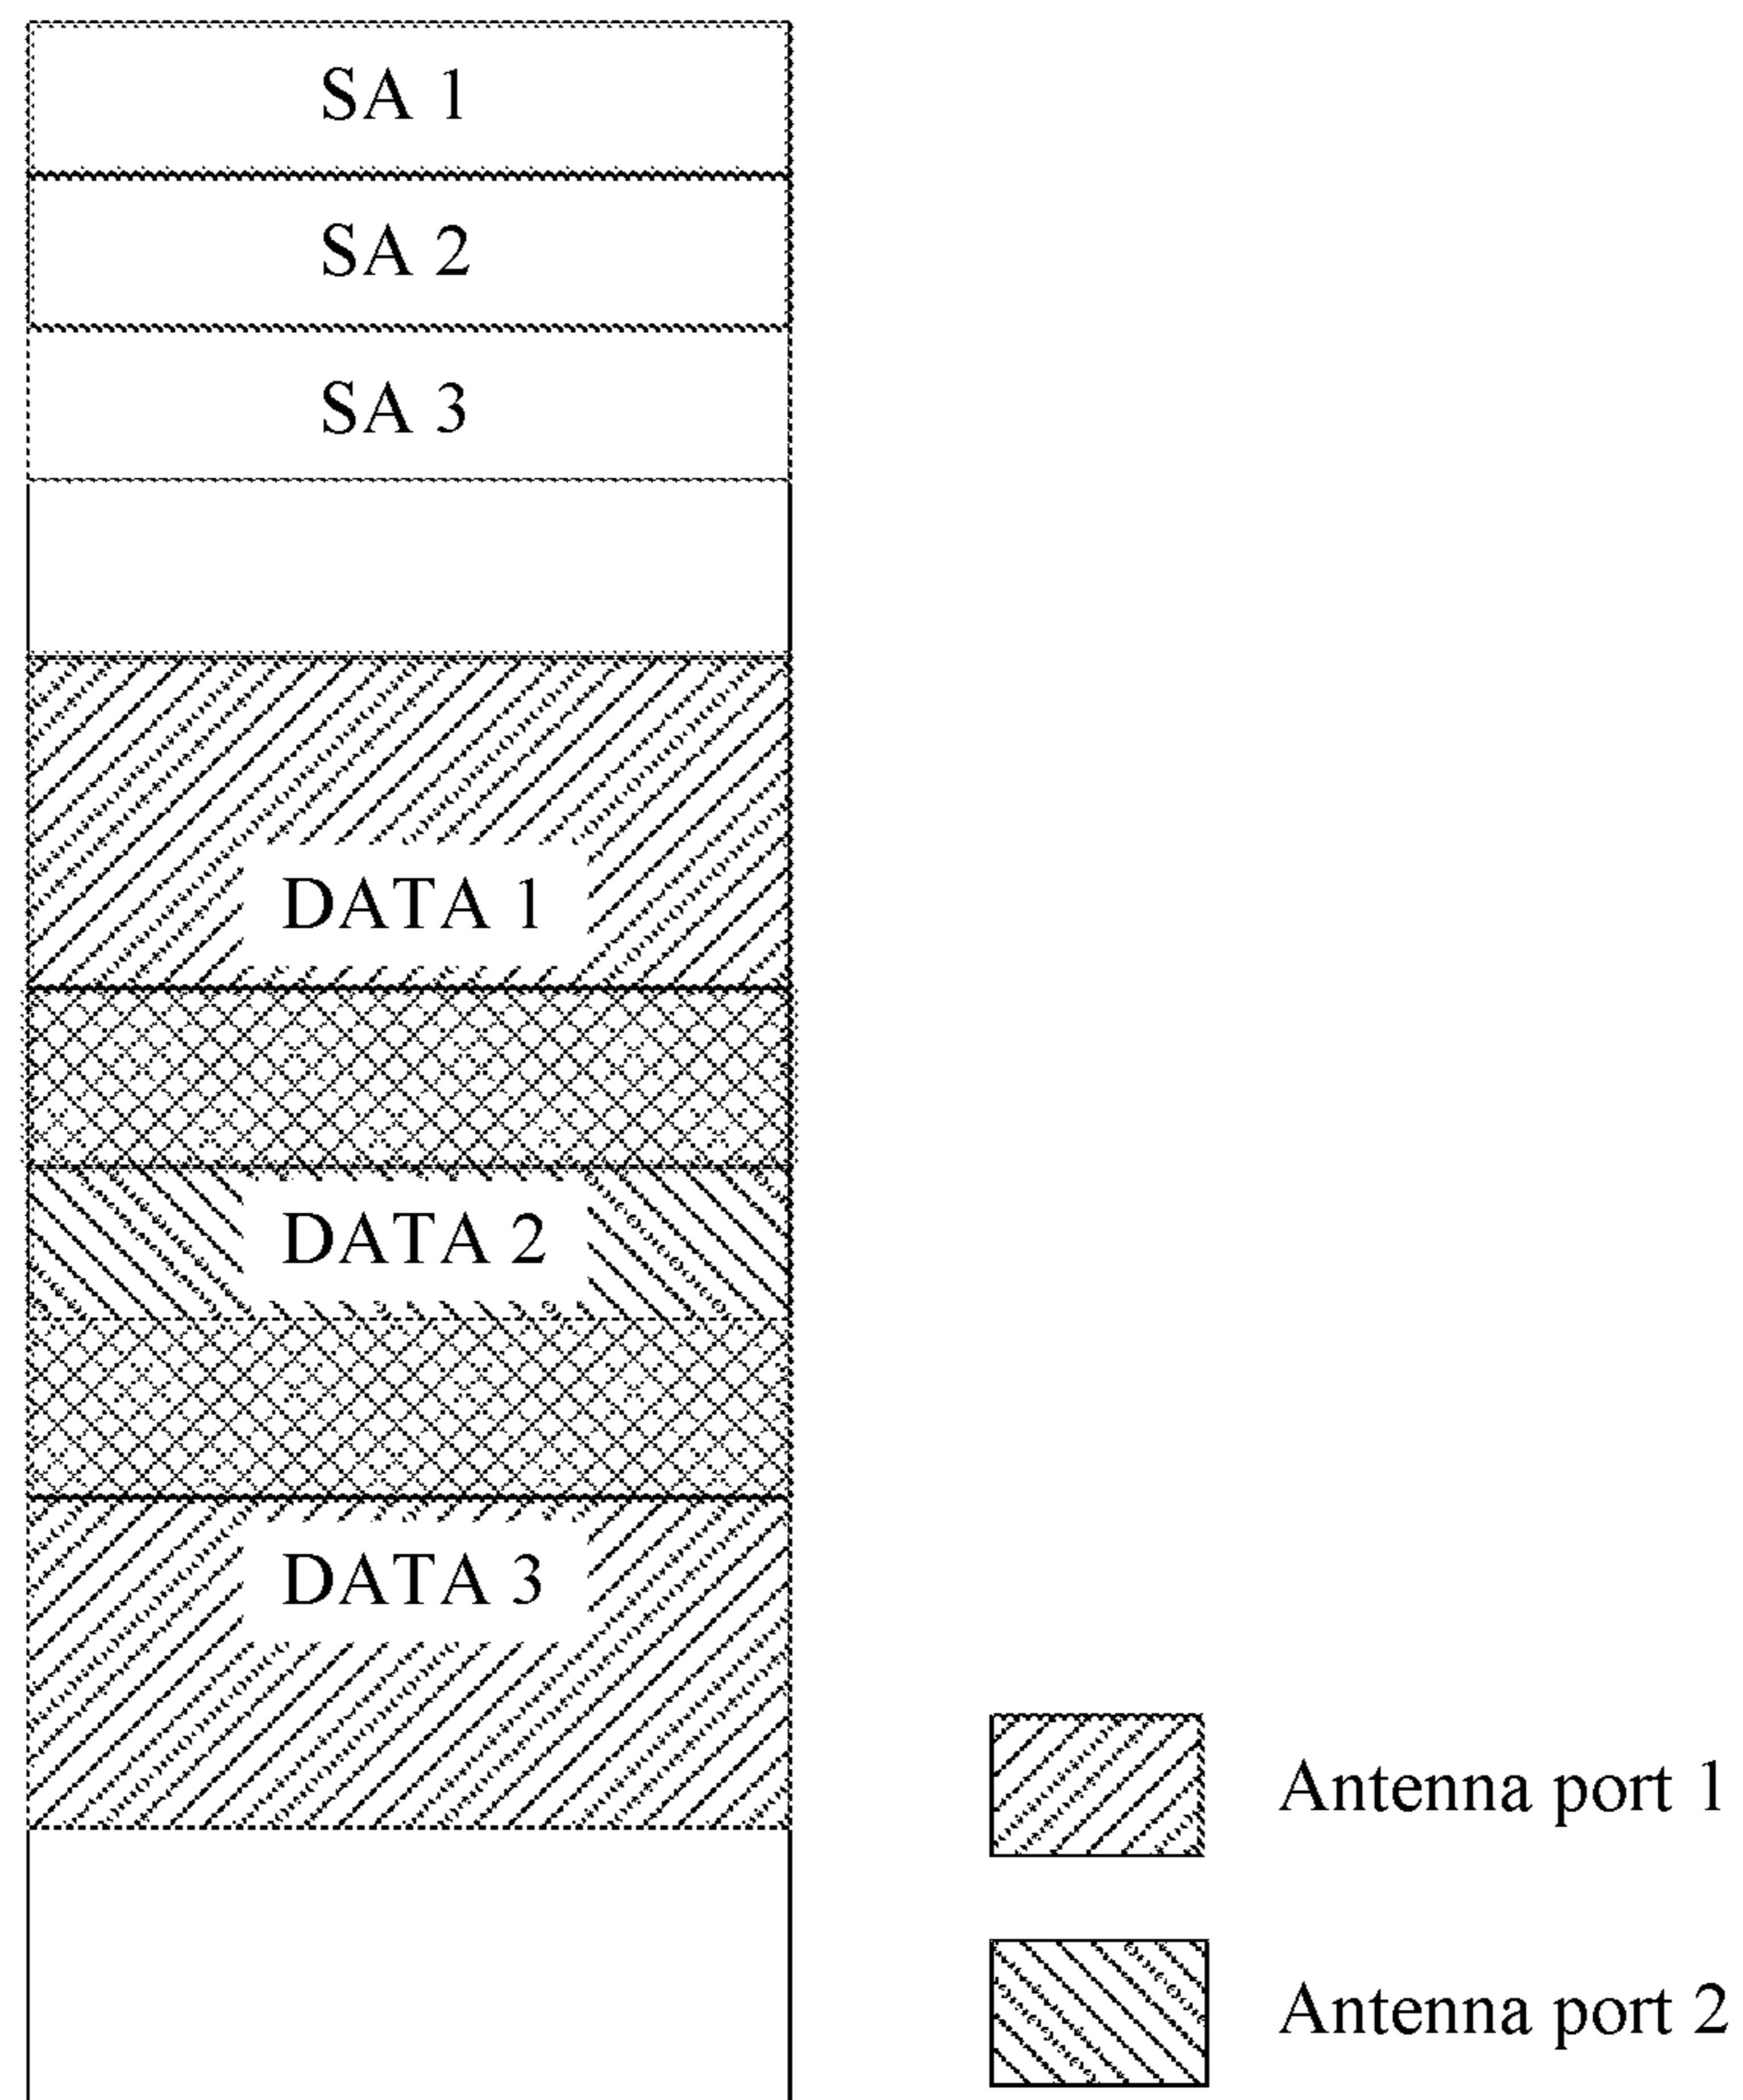 SA 1
SA 2
SA 3
DATA 1
DATA 2
DATA 3
Antenna port 1
Antenna port 2